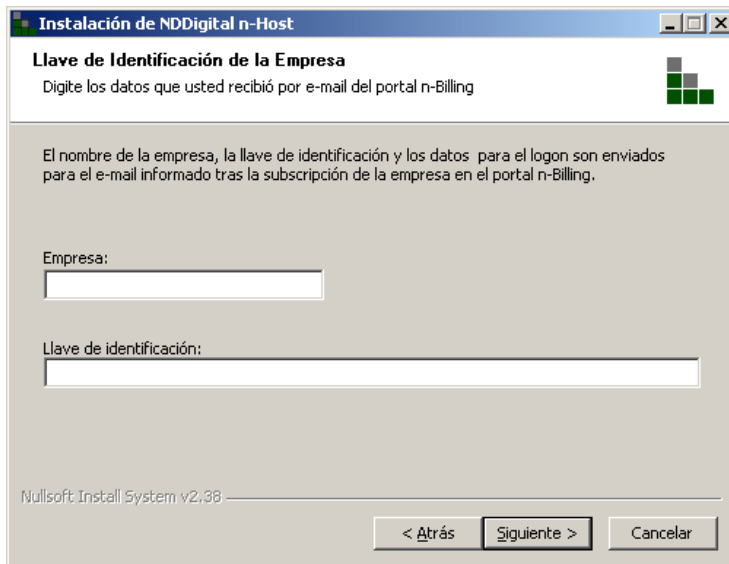 Instalación de NDDigital n-Host
Llave de Identificación de la Empresa
Digite los datos que usted recibió por e-mail del portal n-Billing
El nombre de la empresa, la llave de identificación y los datos para el logon son enviados
para el e-mail informado tras la subscripción de la empresa en el portal n-Billing.
Empresa:
Llave de identificación:
Nullsoft Install System v2.38
< Atrás Siguiente > Cancelar